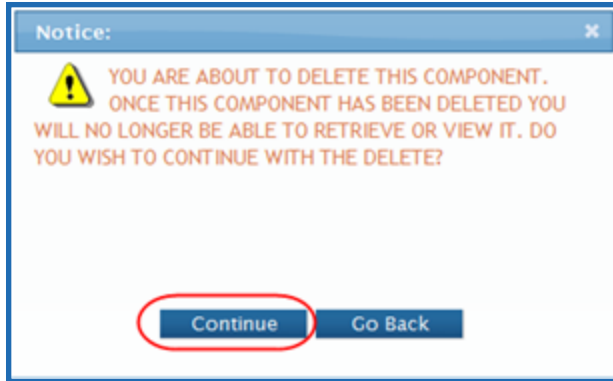 Notice:
YOU ARE ABOUT TO DELETE THIS COMPONENT.
ONCE THIS COMPONENT HAS BEEN DELETED YOU
WILL NO LONGER BE ABLE TO RETRIEVE OR VIEW IT. DO
YOU WISH TO CONTINUE WITH THE DELETE?
Continue Go Back